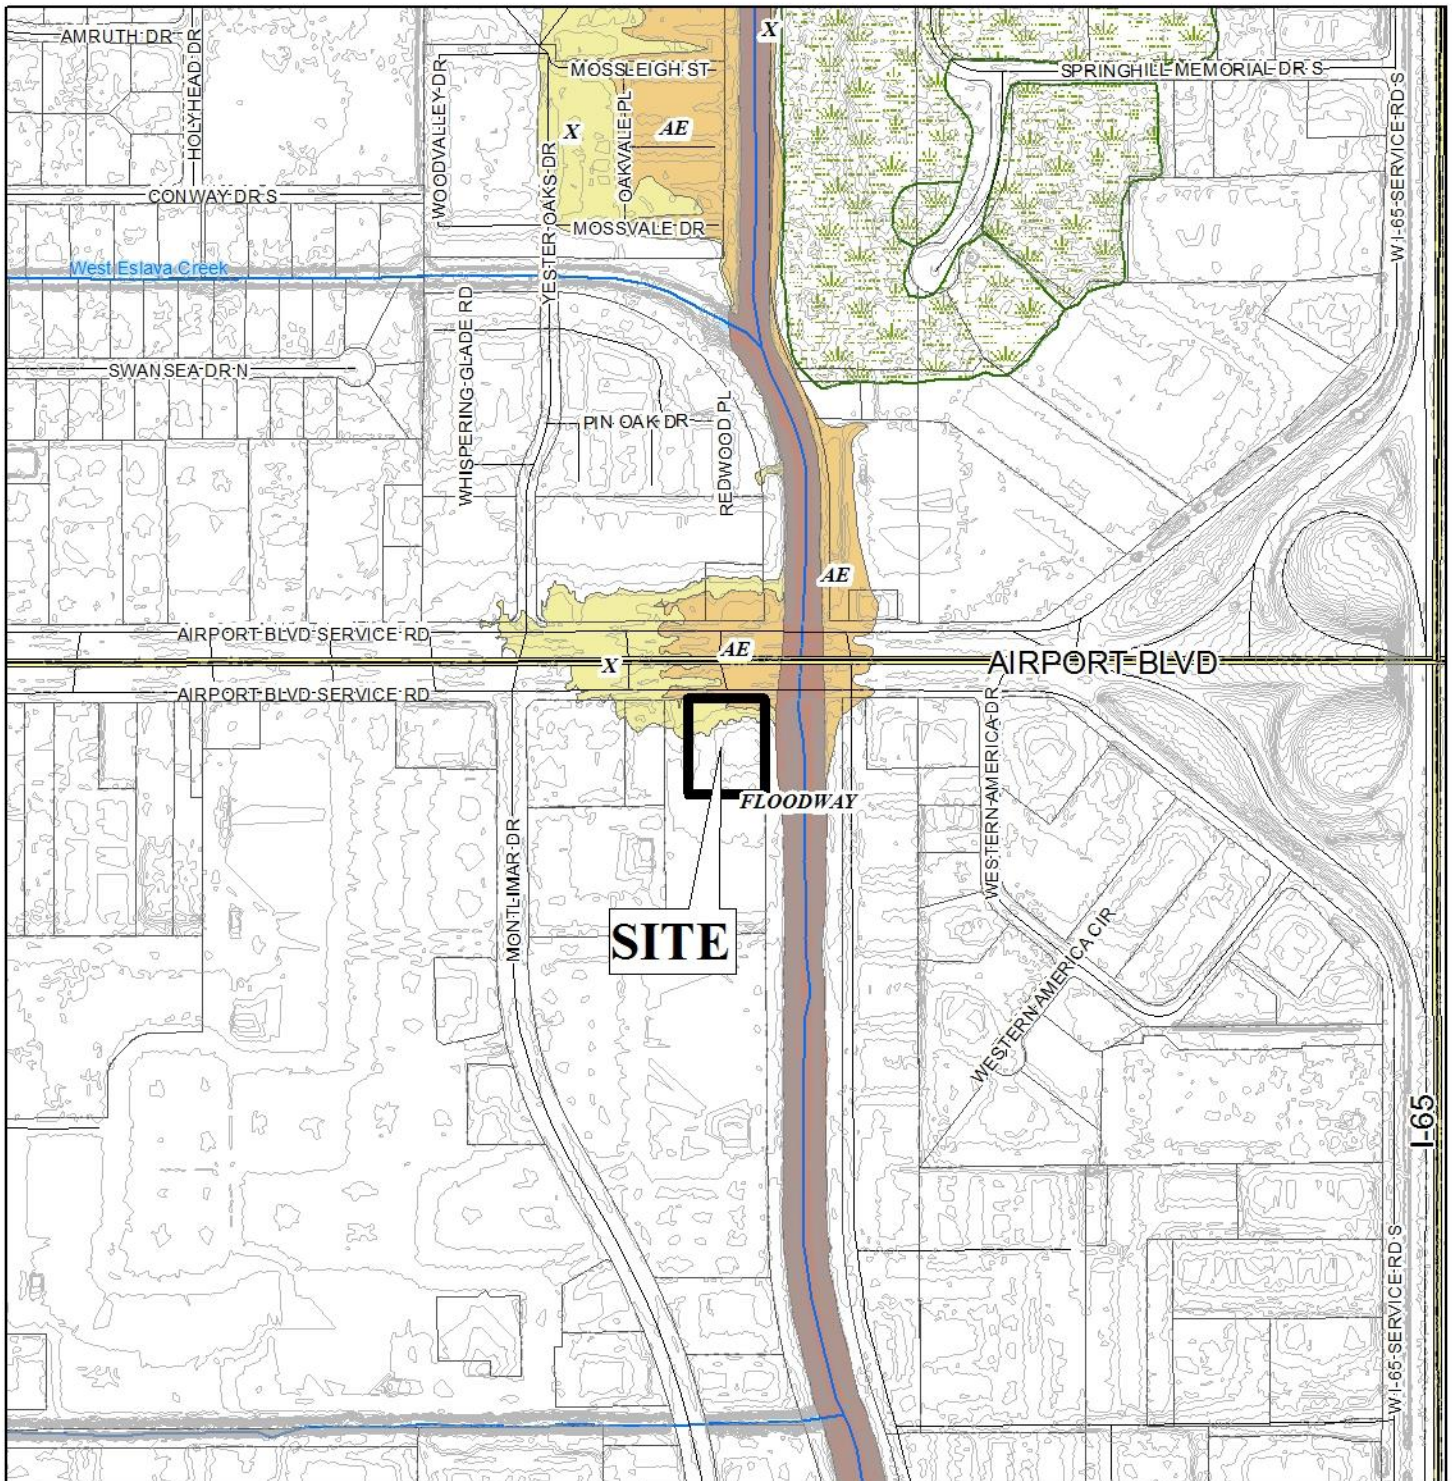 AMRUTH DR
HOLYHEAD DR
WOODVALLEY DR
X
MOSSLEIGH ST
SPRINGHILL MEMORIAL DR S
W I-65 SERVICE RD S
X
AE
OAKVALE PL
YESTER OAKS DR
CONWAY DR S
MOSSVALE DR
West Eslava Creek
WHISPERING GLADE RD
SWANSEA DR N
PIN OAK DR
REDWOOD PL
AE
AIRPORT BLVD SERVICE RD
AE
X
AIRPORT BLVD
AIRPORT BLVD SERVICE RD
WESTERN AMERICA DR
FLOODWAY
MONTLIMAR DR
SITE
WESTERN AMERICA CIR
I-65
W I-65 SERVICE RD S